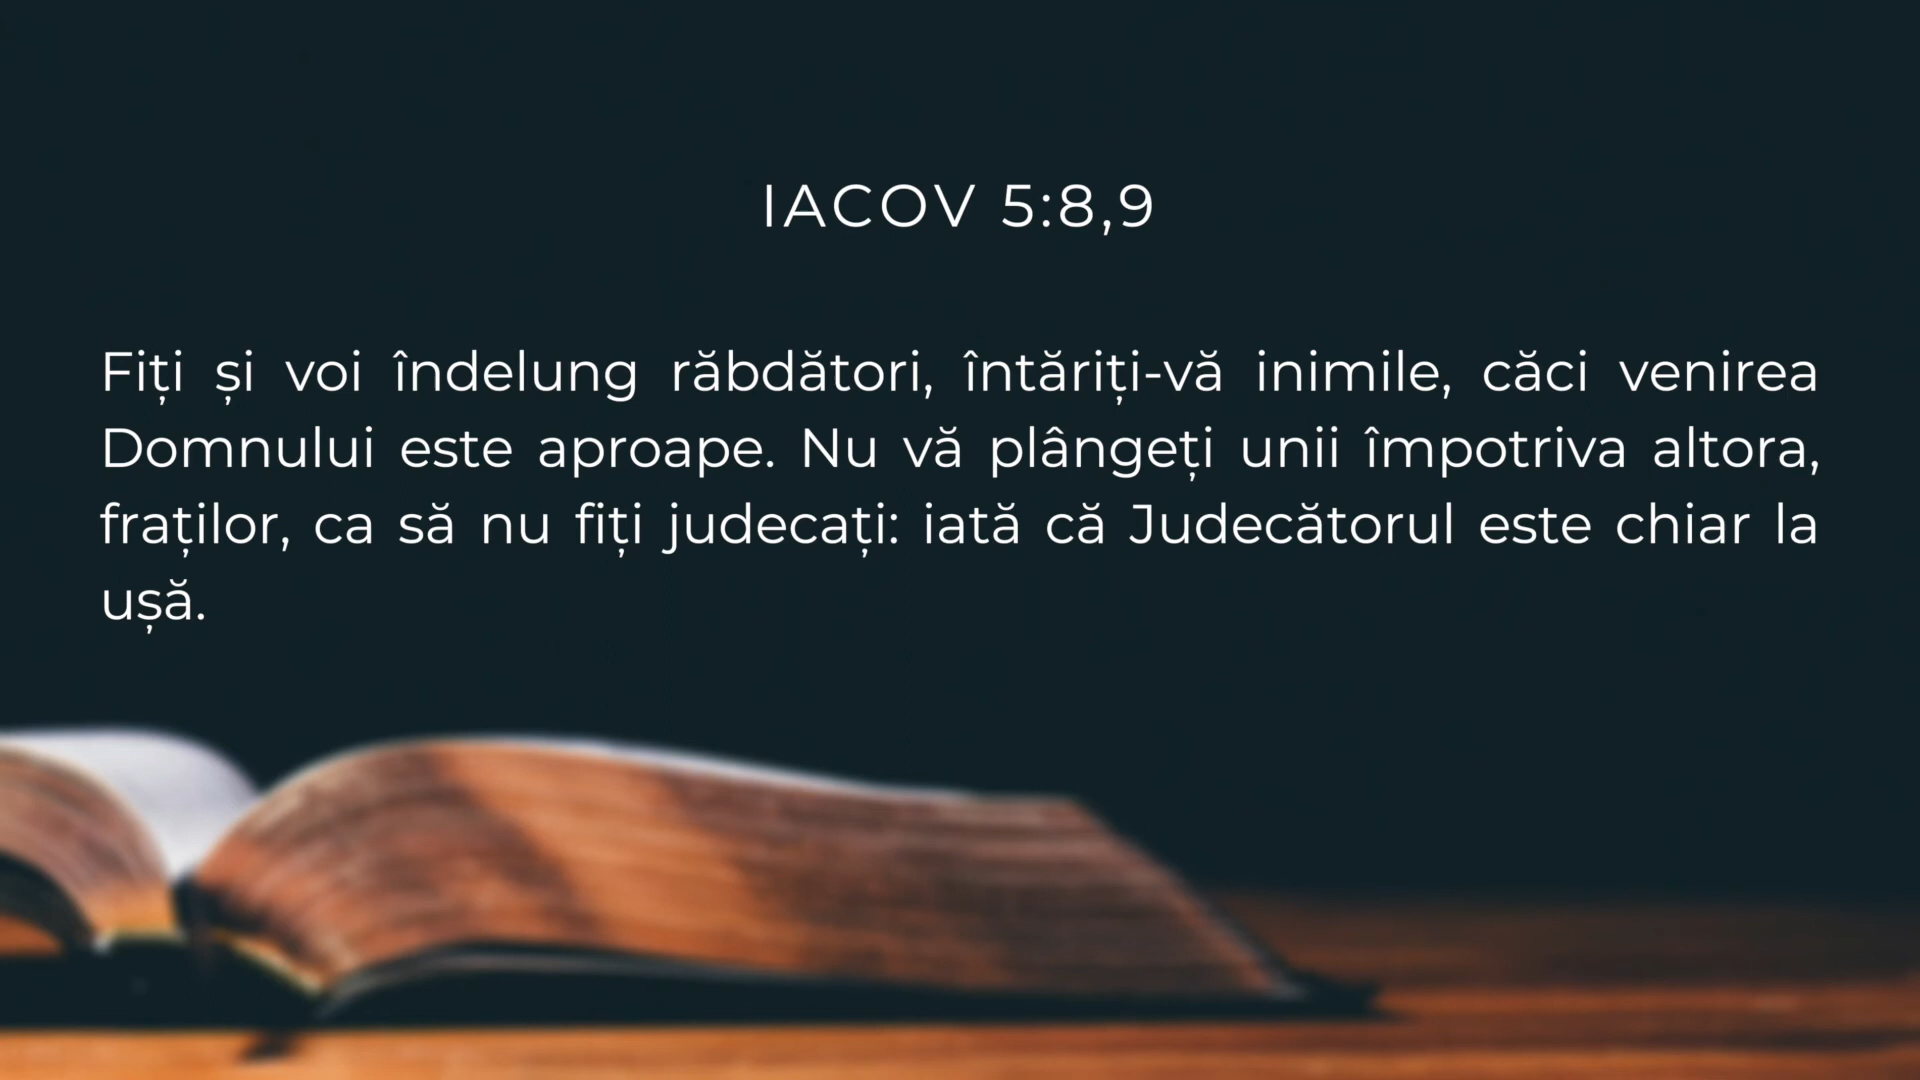 IACOV 5:8,9
Fiți și voi îndelung răbdători, întăriți-vă inimile, căci venirea
Domnului este aproape. Nu vă plângeți unii împotriva altora,
fraților, ca să nu fiți judecați: iată că Judecătorul este chiar la
ușă.